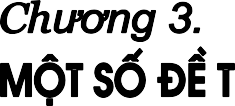 Chương 3.
MỘT SỐ ĐỀ T